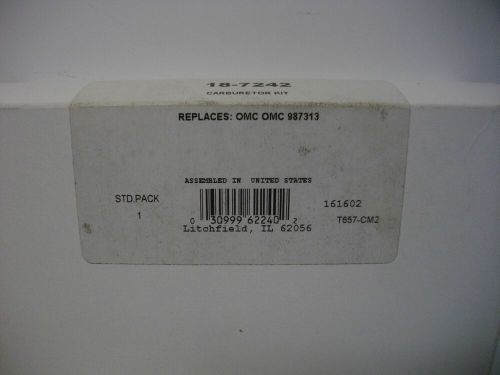 18-7242
CARBURETOR KIT
REPLACES: OMC OMC 987313
ASSEMBLED IN UNITED STATES
STD.PACK
1
161602
0 30999 62240 2
T657-CM2
Litchfield, IL 62056